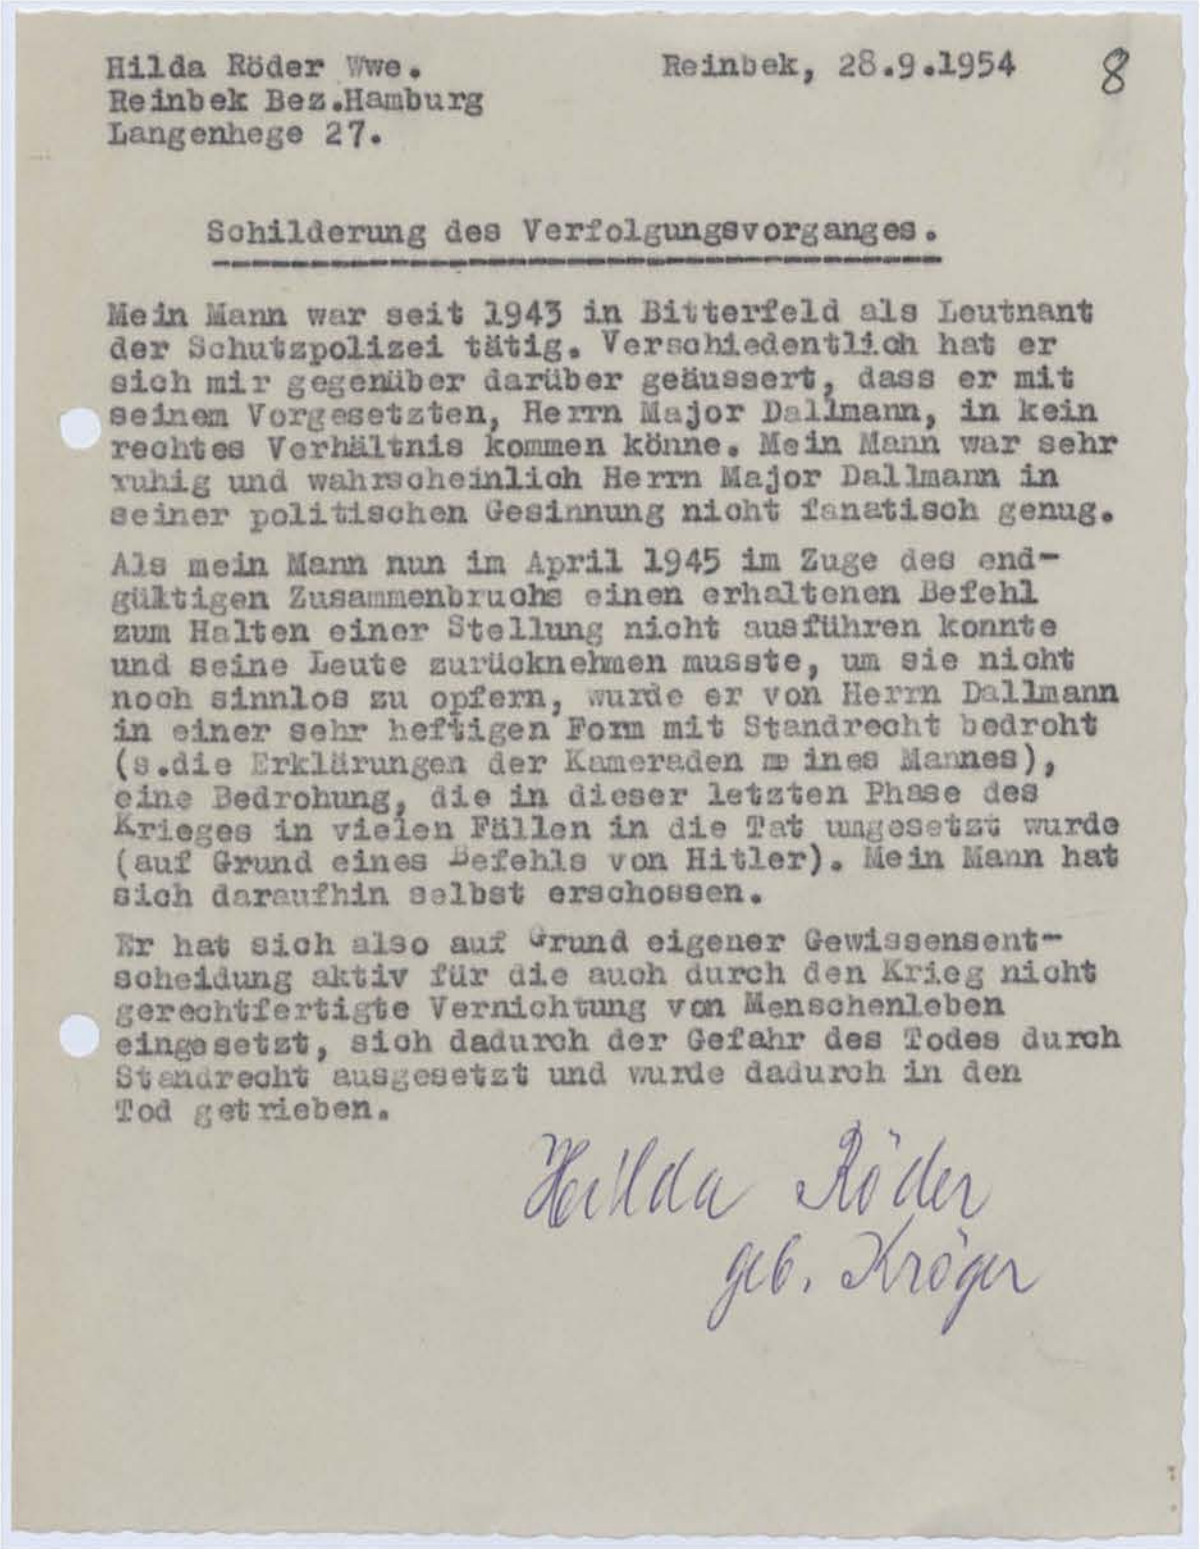 Hilda Röder Wwe.
Reinbek, 28.9.1954
8
Reinbek Bez.Hamburg
Langenhege 27.
Schilderung des Verfolgungsvorganges.
Mein Mann war seit 1943 in Bitterfeld als Leutnant
der Schutzpolizei tätig. Verschiedentlich hat er
sich mir gegenüber darüber geäussert, dass er mit
seinem Vorgesetzten, Herrn Major Dallmann, in kein
rechtes Verhältnis kommen könne. Mein Mann war sehr
ruhig und wahrscheinlich Herrn Major Dallmann in
seiner politischen Gesinnung nicht fanatisch genug.
Als mein Mann nun im April 1945 im Zuge des end-
gültigen Zusammenbruchs einen erhaltenen Befehl
zum Halten einer Stellung nicht ausführen konnte
und seine Leute zurücknehmen musste, um sie nicht
noch sinnlos zu opfern, wurde er von Herrn Dallmann
in einer sehr heftigen Form mit Standrecht bedroht
(s.die Erklärungen der Kameraden meines Mannes),
eine Bedrohung, die in dieser letzten Phase des
Krieges in vielen Fällen in die Tat umgesetzt wurde
(auf Grund eines Befehls von Hitler). Mein Mann hat
sich daraufhin selbst erschossen.
Er hat sich also auf Grund eigener Gewissensent-
scheidung aktiv für die auch durch den Krieg nicht
gerechtfertigte Vernichtung von Menschenleben
eingesetzt, sich dadurch der Gefahr des Todes durch
Standrecht ausgesetzt und wurde dadurch in den
Tod getrieben.
Hilda Röder
geb. Kröger